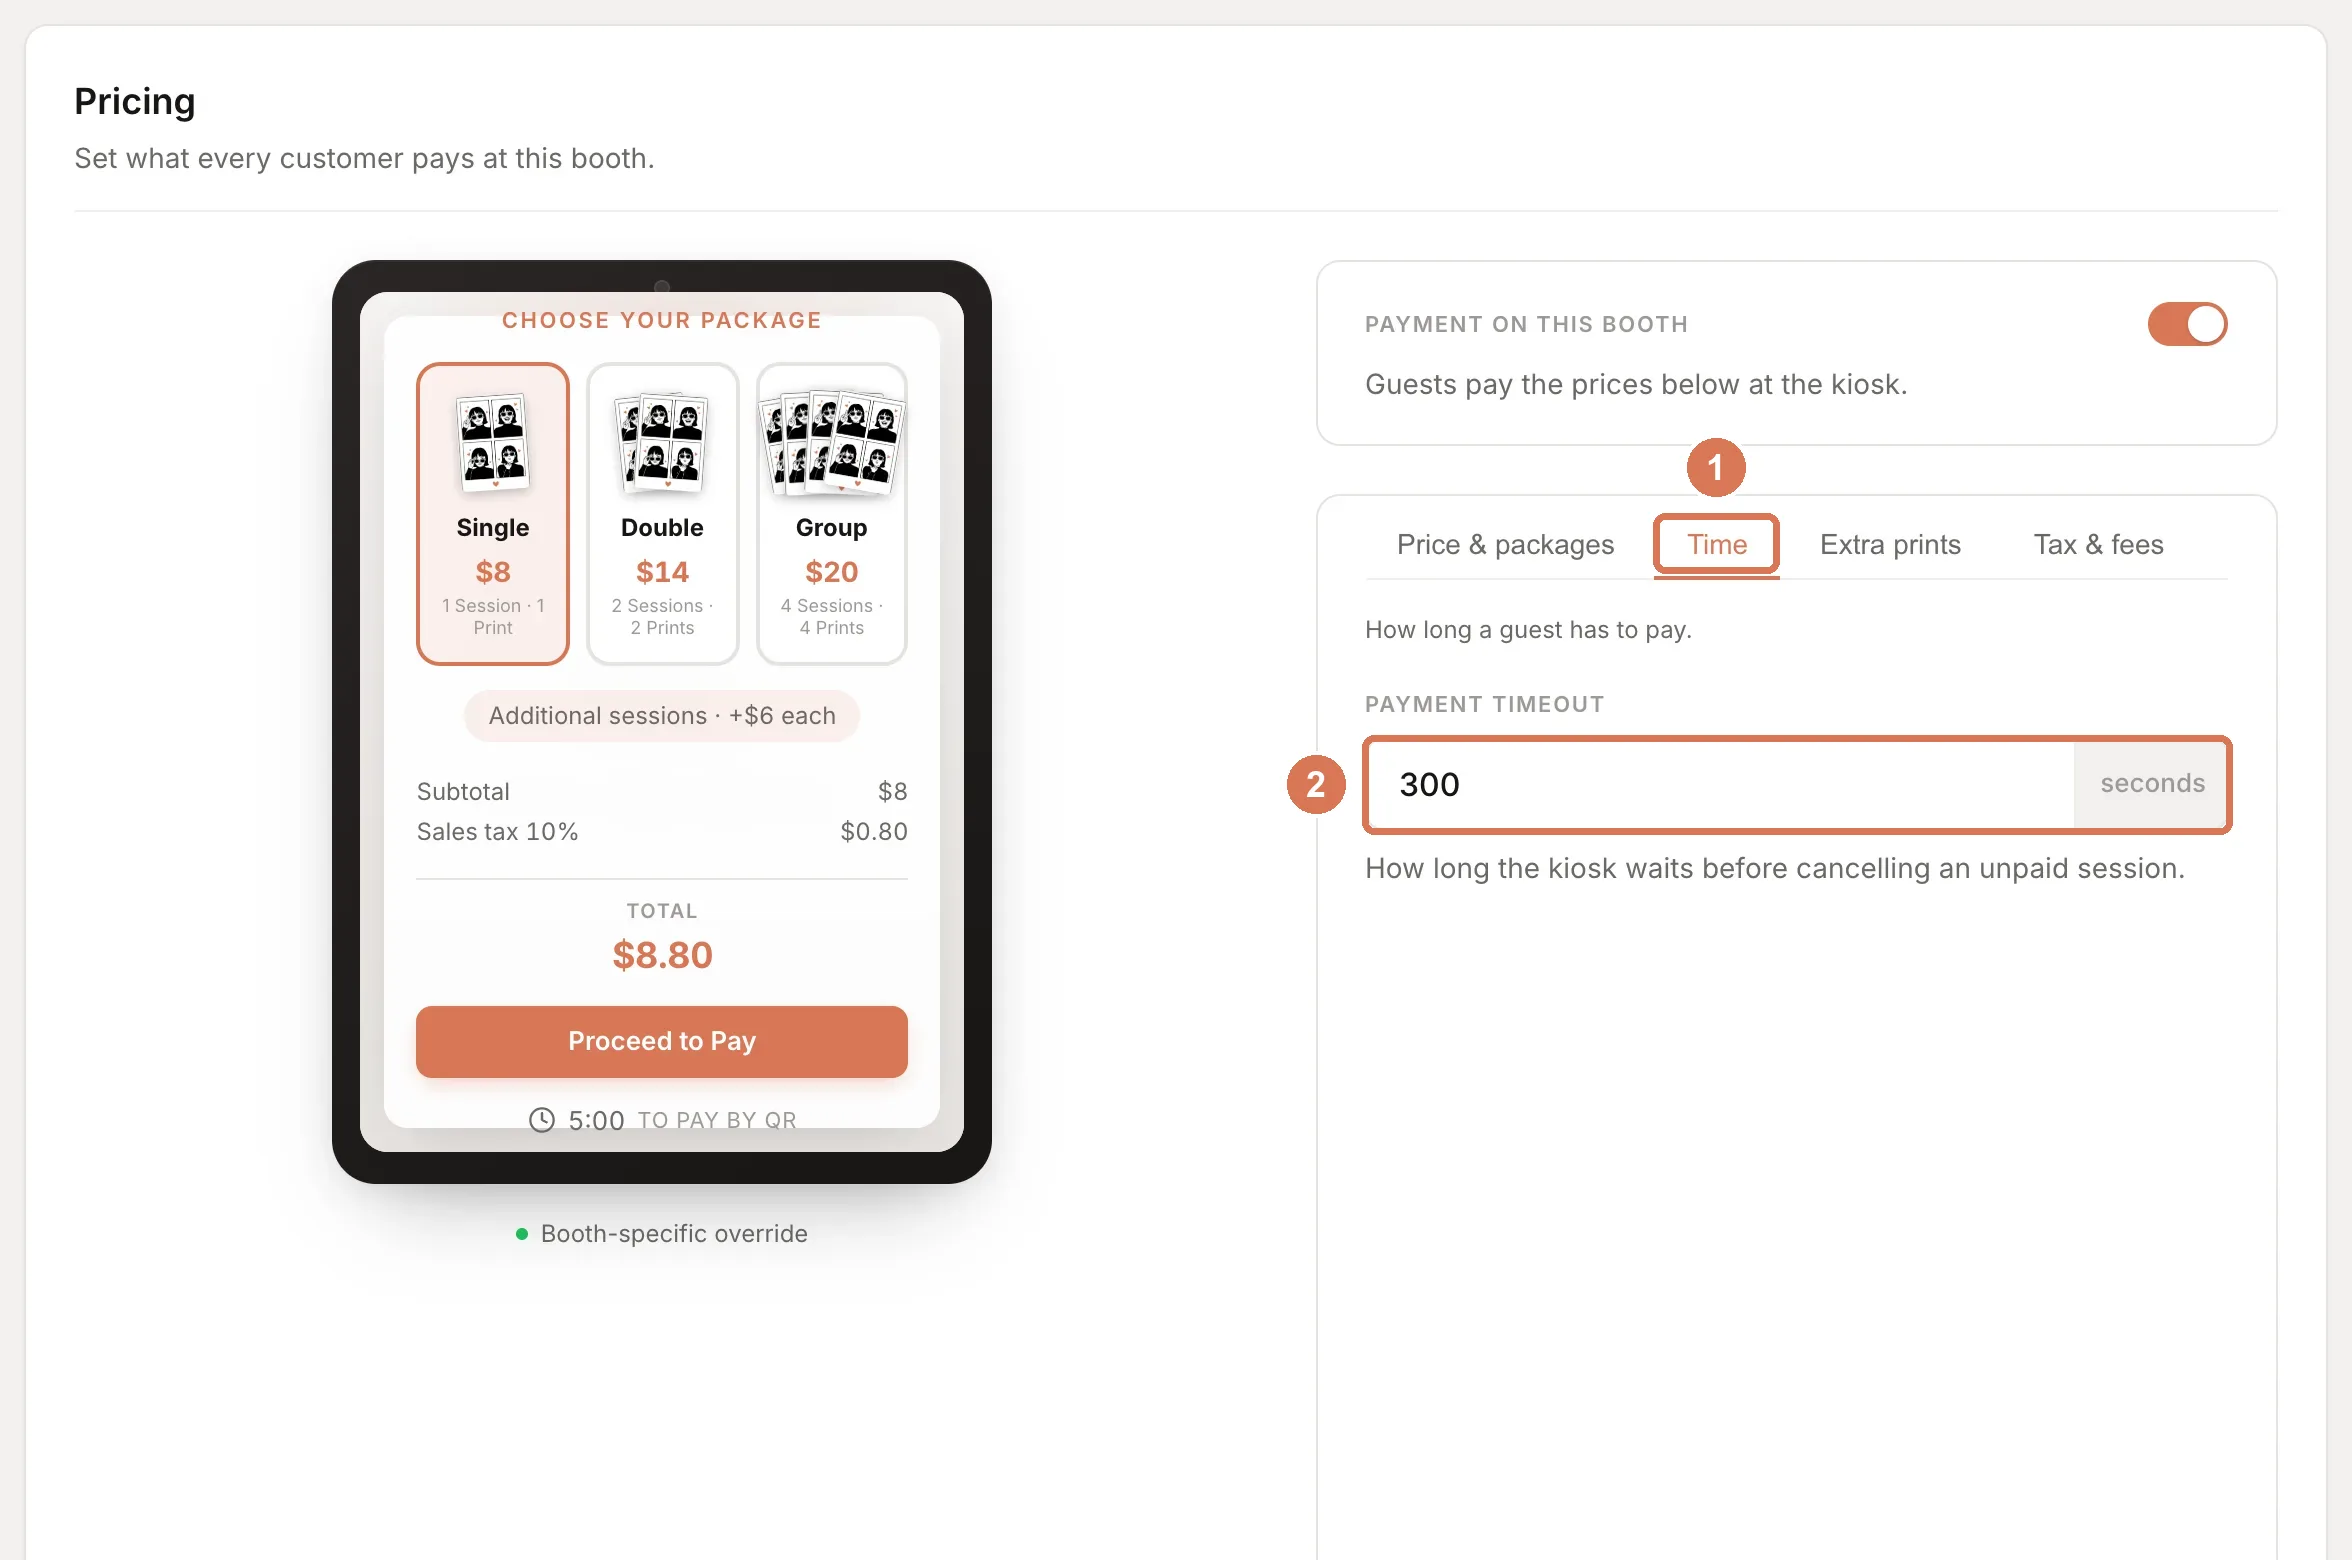 Pricing
Set what every customer pays at this booth.
CHOOSE YOUR PACKAGE
Single
$8
1 Session · 1
Print
Double
$14
2 Sessions ·
2 Prints
Group
$20
4 Sessions ·
4 Prints
Additional sessions · +$6 each
Subtotal $8
Sales tax 10% $0.80
TOTAL
$8.80
Proceed to Pay
5:00 TO PAY BY QR
Booth-specific override
PAYMENT ON THIS BOOTH
Guests pay the prices below at the kiosk.
1
Price & packages Time Extra prints Tax & fees
How long a guest has to pay.
PAYMENT TIMEOUT
2
300 seconds
How long the kiosk waits before cancelling an unpaid session.